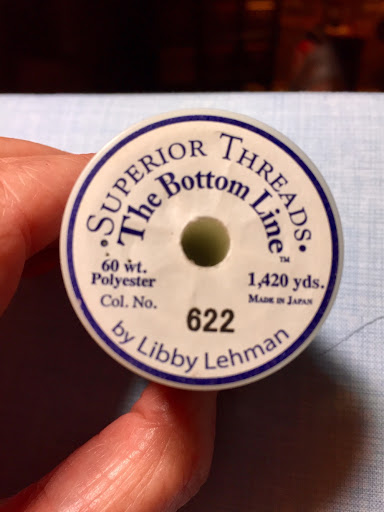 • SUPERIOR THREADS •
The Bottom Line™
60 wt.
Polyester
Col. No.
622
1,420 yds.
MADE IN JAPAN
by Libby Lehman